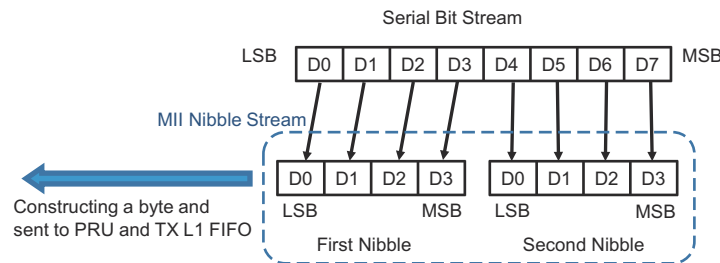 Serial Bit Stream
LSB D0 D1 D2 D3 D4 D5 D6 D7 MSB
MII Nibble Stream
D0 D1 D2 D3 D0 D1 D2 D3
LSB MSB LSB MSB
Constructing a byte and
sent to PRU and TX L1 FIFO
First Nibble Second Nibble